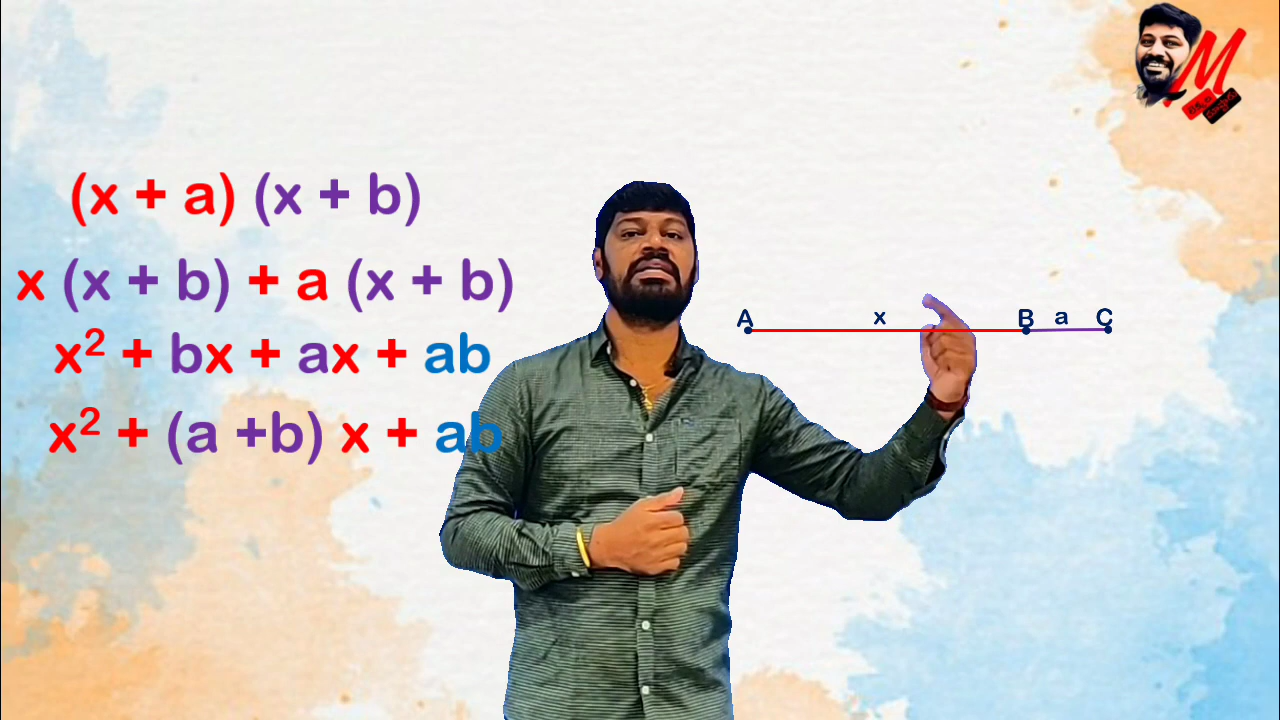 M
(x + a) (x + b)
x (x + b) + a (x + b)
x² + bx + ax + ab
x² + (a +b) x + ab
A x B a C